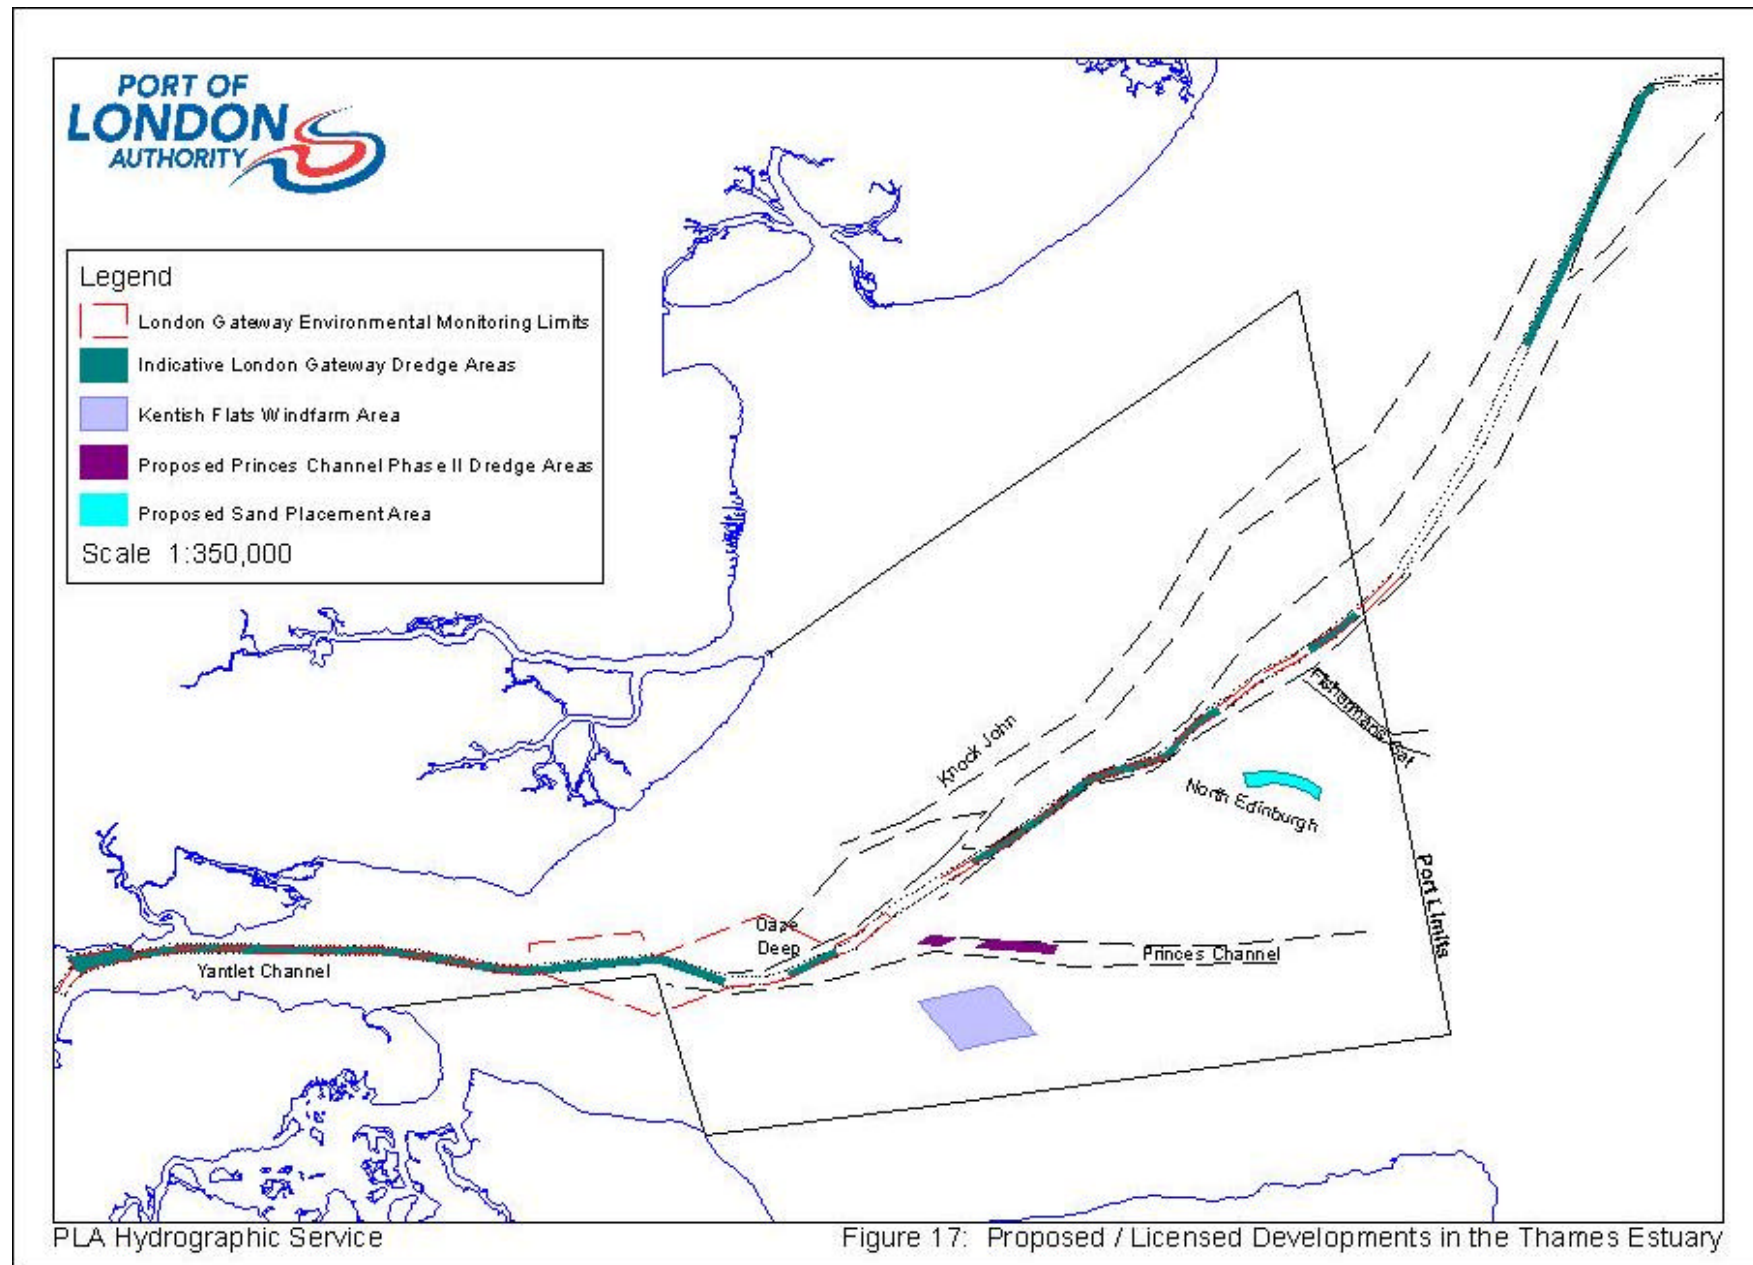 PORT OF
LONDON
AUTHORITY
Legend
London Gateway Environmental Monitoring Limits
Indicative London Gateway Dredge Areas
Kentish Flats Windfarm Area
Proposed Princes Channel Phase II Dredge Areas
Proposed Sand Placement Area
Scale 1:350,000
Fishermans Gat
Knock John
North Edinburgh
Port Limits
Oaze
Deep
Princes Channel
Yantlet Channel
PLA Hydrographic Service
Figure 17: Proposed / Licensed Developments in the Thames Estuary